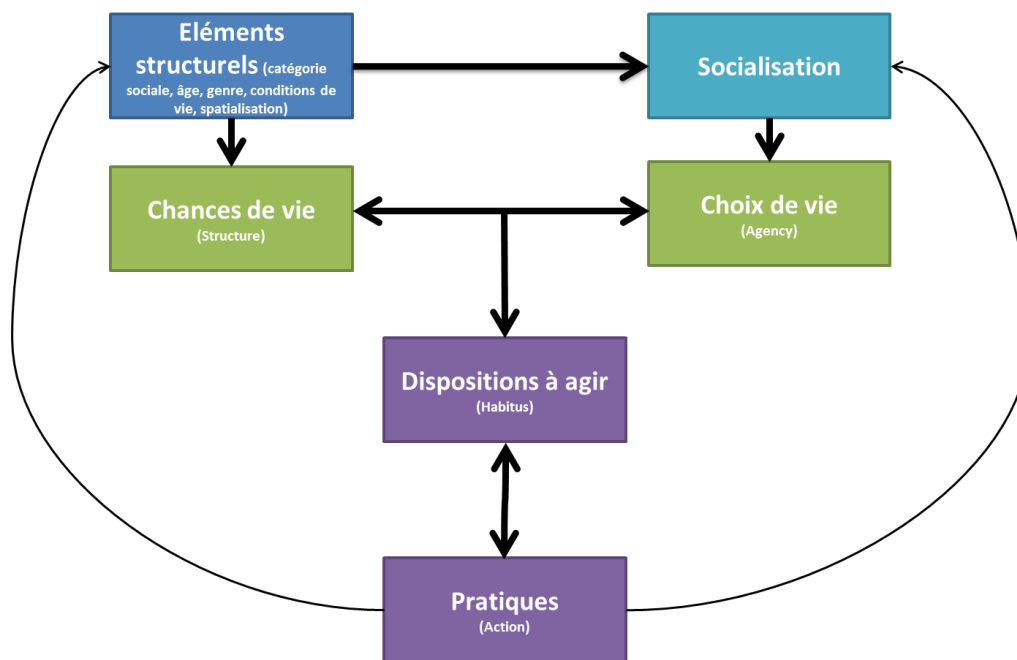 Eléments
structurels (catégorie
sociale, âge, genre, conditions de
vie, spatialisation)
Socialisation
Chances de vie
(Structure)
Choix de vie
(Agency)
Dispositions à agir
(Habitus)
Pratiques
(Action)